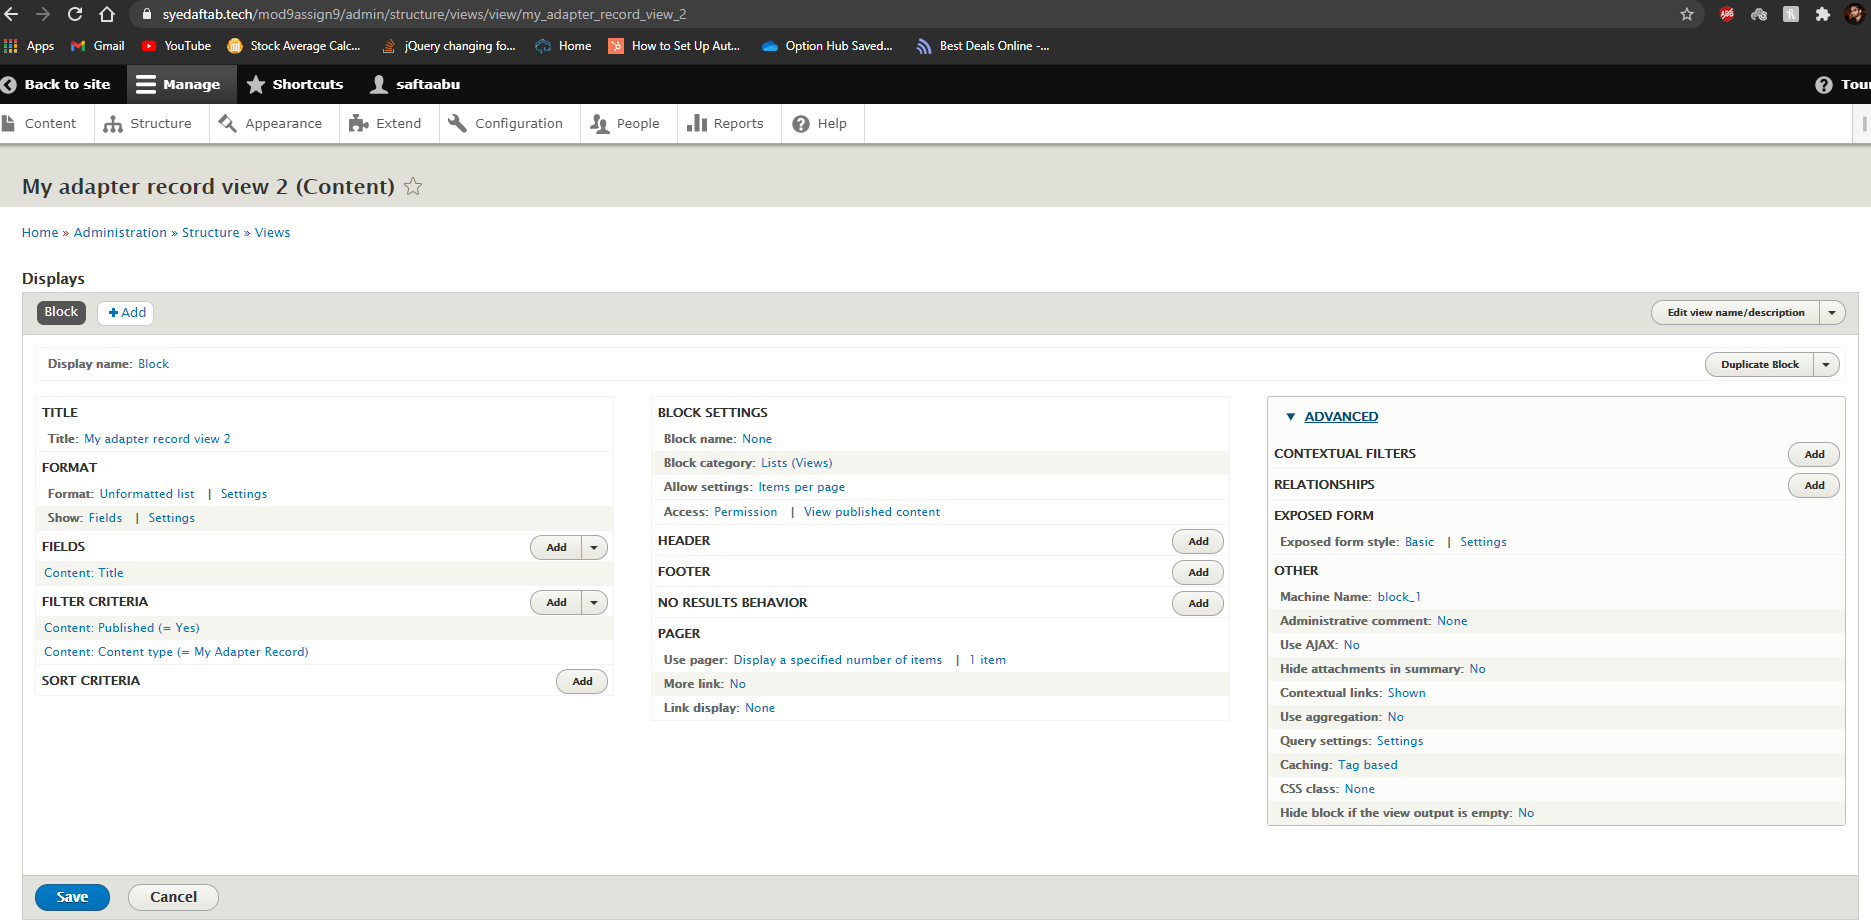 syedaftab.tech/mod9assign9/admin/structure/views/view/my_adapter_record_view_2
Apps Gmail YouTube Stock Average Calc... jQuery changing fo... Home How to Set Up Aut... Option Hub Saved... Best Deals Online -...
Back to site Manage Shortcuts saftaabu Tour
Content Structure Appearance Extend Configuration People Reports Help
My adapter record view 2 (Content)
Home » Administration » Structure » Views
Displays
Block + Add Edit view name/description
Display name: Block Duplicate Block
TITLE
Title: My adapter record view 2
FORMAT
Format: Unformatted list | Settings
Show: Fields | Settings
FIELDS Add
Content: Title
FILTER CRITERIA Add
Content: Published (= Yes)
Content: Content type (= My Adapter Record)
SORT CRITERIA Add
BLOCK SETTINGS
Block name: None
Block category: Lists (Views)
Allow settings: Items per page
Access: Permission | View published content
HEADER Add
FOOTER Add
NO RESULTS BEHAVIOR Add
PAGER
Use pager: Display a specified number of items | 1 item
More link: No
Link display: None
ADVANCED
CONTEXTUAL FILTERS Add
RELATIONSHIPS Add
EXPOSED FORM
Exposed form style: Basic | Settings
OTHER
Machine Name: block_1
Administrative comment: None
Use AJAX: No
Hide attachments in summary: No
Contextual links: Shown
Use aggregation: No
Query settings: Settings
Caching: Tag based
CSS class: None
Hide block if the view output is empty: No
Save Cancel